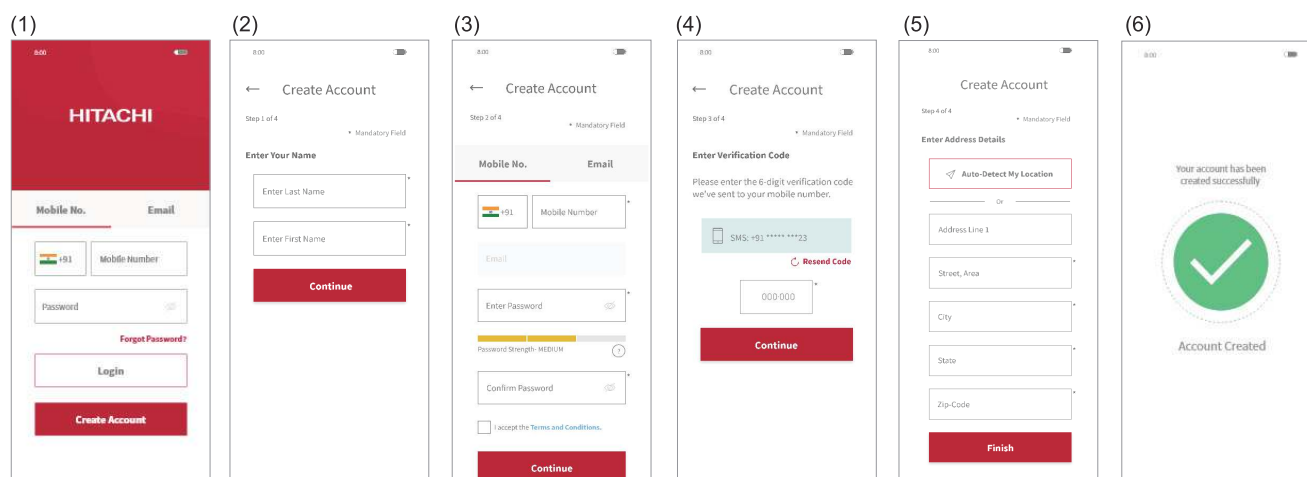 (1)
8:00
HITACHI
Mobile No. Email
+91 Mobile Number
Password
Forgot Password?
Login
Create Account
(2)
8:00
← Create Account
Step 1 of 4
* Mandatory Field
Enter Your Name
Enter Last Name *
Enter First Name *
Continue
(3)
8:00
← Create Account
Step 2 of 4
* Mandatory Field
Mobile No. Email
+91 Mobile Number *
Email
Enter Password *
Password Strength- MEDIUM ?
Confirm Password *
I accept the Terms and Conditions.
Continue
(4)
8:00
← Create Account
Step 3 of 4
* Mandatory Field
Enter Verification Code
Please enter the 6-digit verification code
we've sent to your mobile number.
SMS: +91 ***** ***23
Resend Code
000-000 *
Continue
(5)
8:00
Create Account
Step 4 of 4
* Mandatory Field
Enter Address Details
Auto-Detect My Location
Or
Address Line 1
Street, Area *
City *
State *
Zip-Code *
Finish
(6)
8:00
Your account has been
created successfully
Account Created